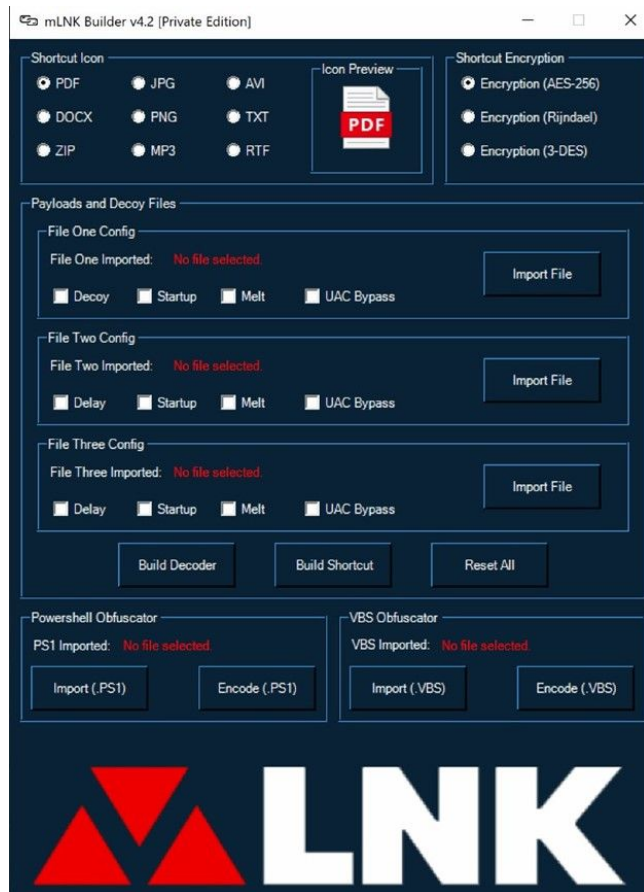 mLNK Builder v4.2 [Private Edition]
Shortcut Icon
PDF
JPG
AVI
DOCX
PNG
TXT
ZIP
MP3
RTF
Icon Preview
PDF
Shortcut Encryption
Encryption (AES-256)
Encryption (Rijndael)
Encryption (3-DES)
Payloads and Decoy Files
File One Config
File One Imported: No file selected.
Import File
Decoy Startup Melt UAC Bypass
File Two Config
File Two Imported: No file selected.
Import File
Delay Startup Melt UAC Bypass
File Three Config
File Three Imported: No file selected.
Import File
Delay Startup Melt UAC Bypass
Build Decoder Build Shortcut Reset All
Powershell Obfuscator
PS1 Imported: No file selected.
Import (.PS1) Encode (.PS1)
VBS Obfuscator
VBS Imported: No file selected.
Import (.VBS) Encode (.VBS)
LNK